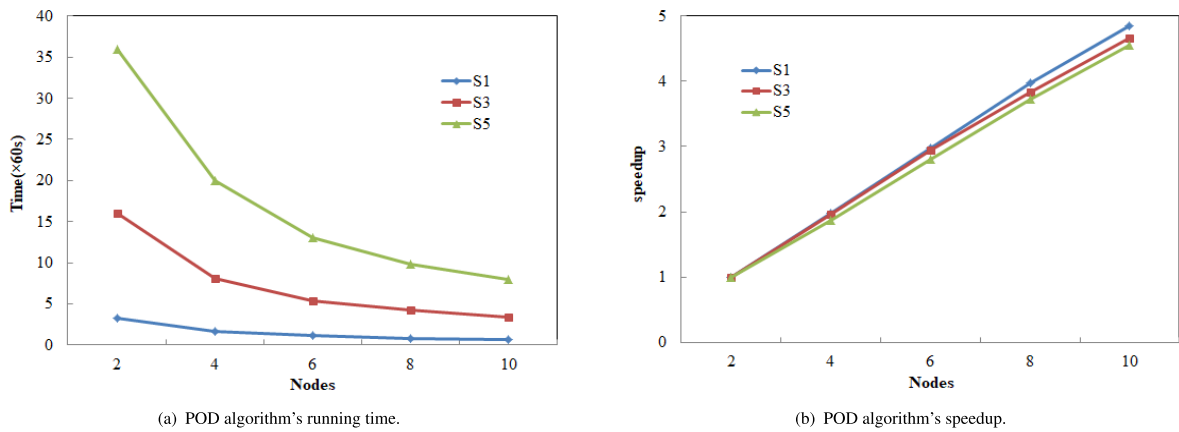 40
35
30
25
20
15
10
5
0
Time(×60s)
S1
S3
S5
2 4 6 8 10
Nodes
(a) POD algorithm's running time.
5
4
3
2
1
0
speedup
S1
S3
S5
2 4 6 8 10
Nodes
(b) POD algorithm's speedup.